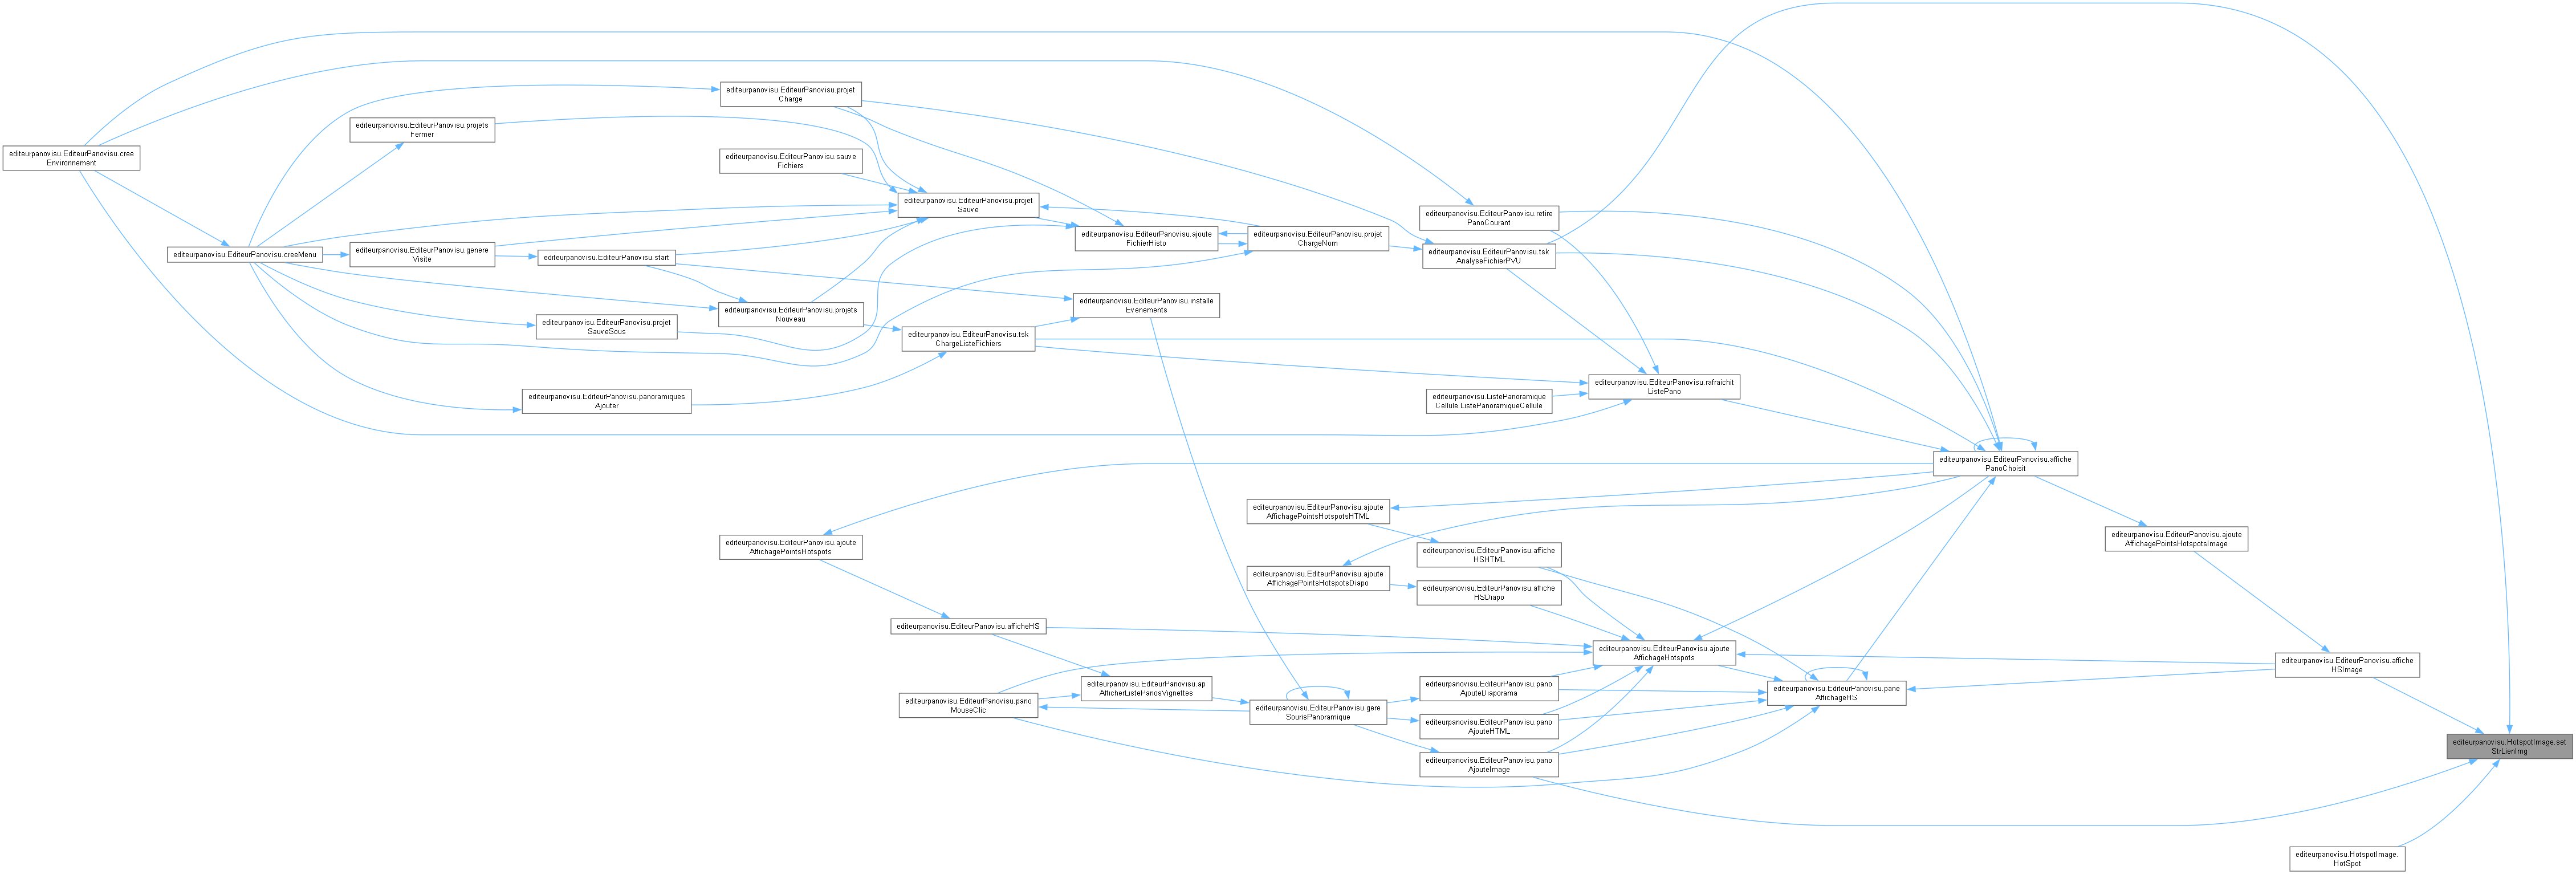 editeurpanovisu.EditeurPanovisu.cree
Environnement
editeurpanovisu.EditeurPanovisu.creeMenu
editeurpanovisu.EditeurPanovisu.projets
Fermer
editeurpanovisu.EditeurPanovisu.genere
Visite
editeurpanovisu.EditeurPanovisu.projet
Charge
editeurpanovisu.EditeurPanovisu.sauve
Fichiers
editeurpanovisu.EditeurPanovisu.start
editeurpanovisu.EditeurPanovisu.projets
Nouveau
editeurpanovisu.EditeurPanovisu.projet
SauveSous
editeurpanovisu.EditeurPanovisu.panoramiques
Ajouter
editeurpanovisu.EditeurPanovisu.projet
Sauve
editeurpanovisu.EditeurPanovisu.ajoute
FichierHisto
editeurpanovisu.EditeurPanovisu.projet
ChargeNom
editeurpanovisu.EditeurPanovisu.installe
Evenements
editeurpanovisu.EditeurPanovisu.tsk
ChargeListeFichiers
editeurpanovisu.EditeurPanovisu.retire
PanoCourant
editeurpanovisu.EditeurPanovisu.tsk
AnalyseFichierPVU
editeurpanovisu.EditeurPanovisu.rafraichit
ListePano
editeurpanovisu.ListePanoramique
Cellule.ListePanoramiqueCellule
editeurpanovisu.EditeurPanovisu.affiche
PanoChoisit
editeurpanovisu.EditeurPanovisu.ajoute
AffichagePointsHotspotsHTML
editeurpanovisu.EditeurPanovisu.ajoute
AffichagePointsHotspots
editeurpanovisu.EditeurPanovisu.affiche
HSHTML
editeurpanovisu.EditeurPanovisu.ajoute
AffichagePointsHotspotsDiapo
editeurpanovisu.EditeurPanovisu.affiche
HSDiapo
editeurpanovisu.EditeurPanovisu.ajoute
AffichagePointsHotspotsImage
editeurpanovisu.EditeurPanovisu.afficheHS
editeurpanovisu.EditeurPanovisu.ajoute
AffichageHotspots
editeurpanovisu.EditeurPanovisu.affiche
HSImage
editeurpanovisu.EditeurPanovisu.ap
AfficherListePanosVignettes
editeurpanovisu.EditeurPanovisu.pano
AjouteDiaporama
editeurpanovisu.EditeurPanovisu.pane
AffichageHS
editeurpanovisu.EditeurPanovisu.pano
MouseClic
editeurpanovisu.EditeurPanovisu.gere
SourisPanoramique
editeurpanovisu.EditeurPanovisu.pano
AjouteHTML
editeurpanovisu.EditeurPanovisu.pano
AjouteImage
editeurpanovisu.HotspotImage.set
StrLienImg
editeurpanovisu.HotspotImage.
HotSpot